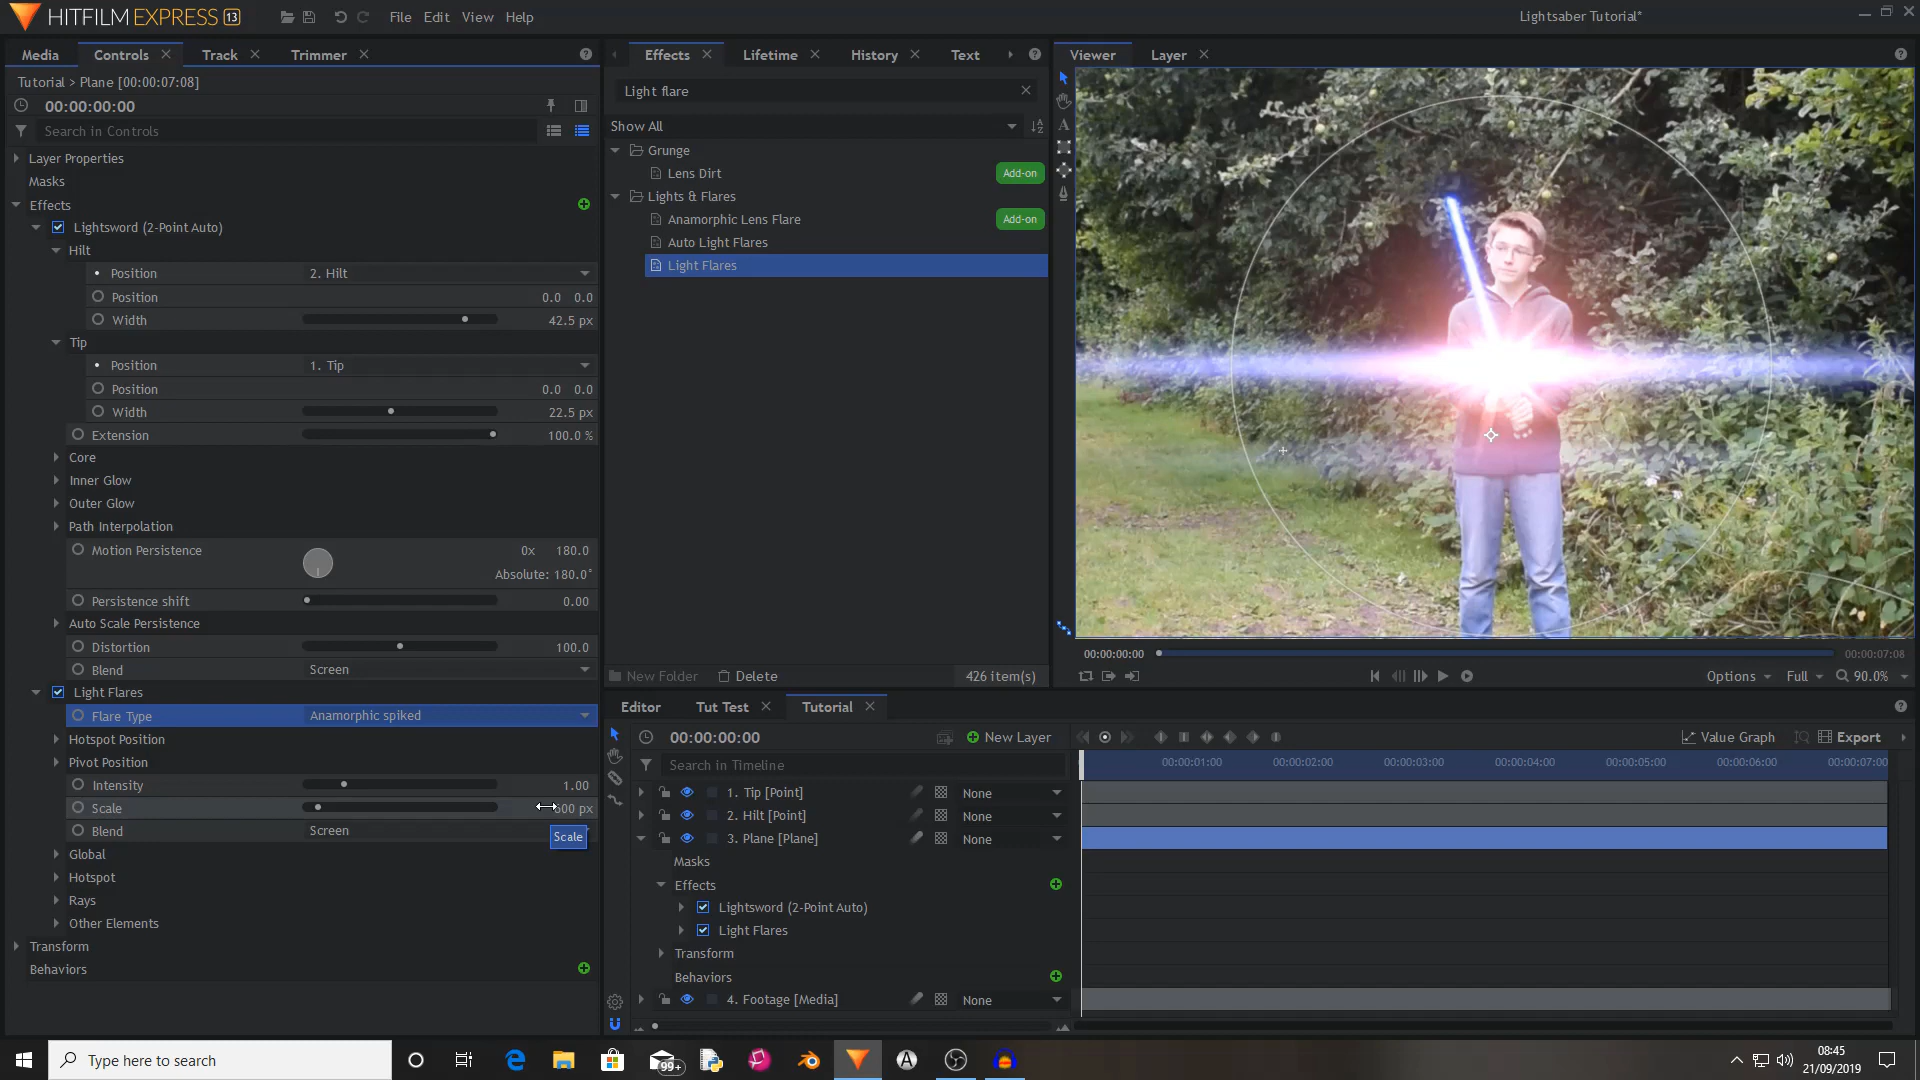 HITFILM EXPRESS 13
File Edit View Help
Lightsaber Tutorial*
Media Controls Track Trimmer
Tutorial > Plane [00:00:07:08]
00:00:00:00
Search in Controls
Layer Properties
Masks
Effects
Lightsword (2-Point Auto)
Hilt
Position 2. Hilt
Position 0.0 0.0
Width 42.5 px
Tip
Position 1. Tip
Position 0.0 0.0
Width 22.5 px
Extension 100.0 %
Core
Inner Glow
Outer Glow
Path Interpolation
Motion Persistence 0x 180.0
Absolute: 180.0°
Persistence shift 0.00
Auto Scale Persistence
Distortion 100.0
Blend Screen
Light Flares
Flare Type Anamorphic spiked
Hotspot Position
Pivot Position
Intensity 1.00
Scale px
Blend Screen
Scale
Global
Hotspot
Rays
Other Elements
Transform
Behaviors
Effects Lifetime History Text
Light flare
Show All
Grunge
Lens Dirt Add-on
Lights & Flares
Anamorphic Lens Flare Add-on
Auto Light Flares
Light Flares
New Folder Delete 426 item(s)
Viewer Layer
00:00:00:00 00:00:07:08
Options Full 90.0%
Editor Tut Test Tutorial
00:00:00:00 New Layer Value Graph Export
Search in Timeline
00:00:01:00 00:00:02:00 00:00:03:00 00:00:04:00 00:00:05:00 00:00:06:00 00:00:07:00
1. Tip [Point] None
2. Hilt [Point] None
3. Plane [Plane] None
Masks
Effects
Lightsword (2-Point Auto)
Light Flares
Transform
Behaviors
4. Footage [Media] None
Type here to search
99+
08:45
21/09/2019